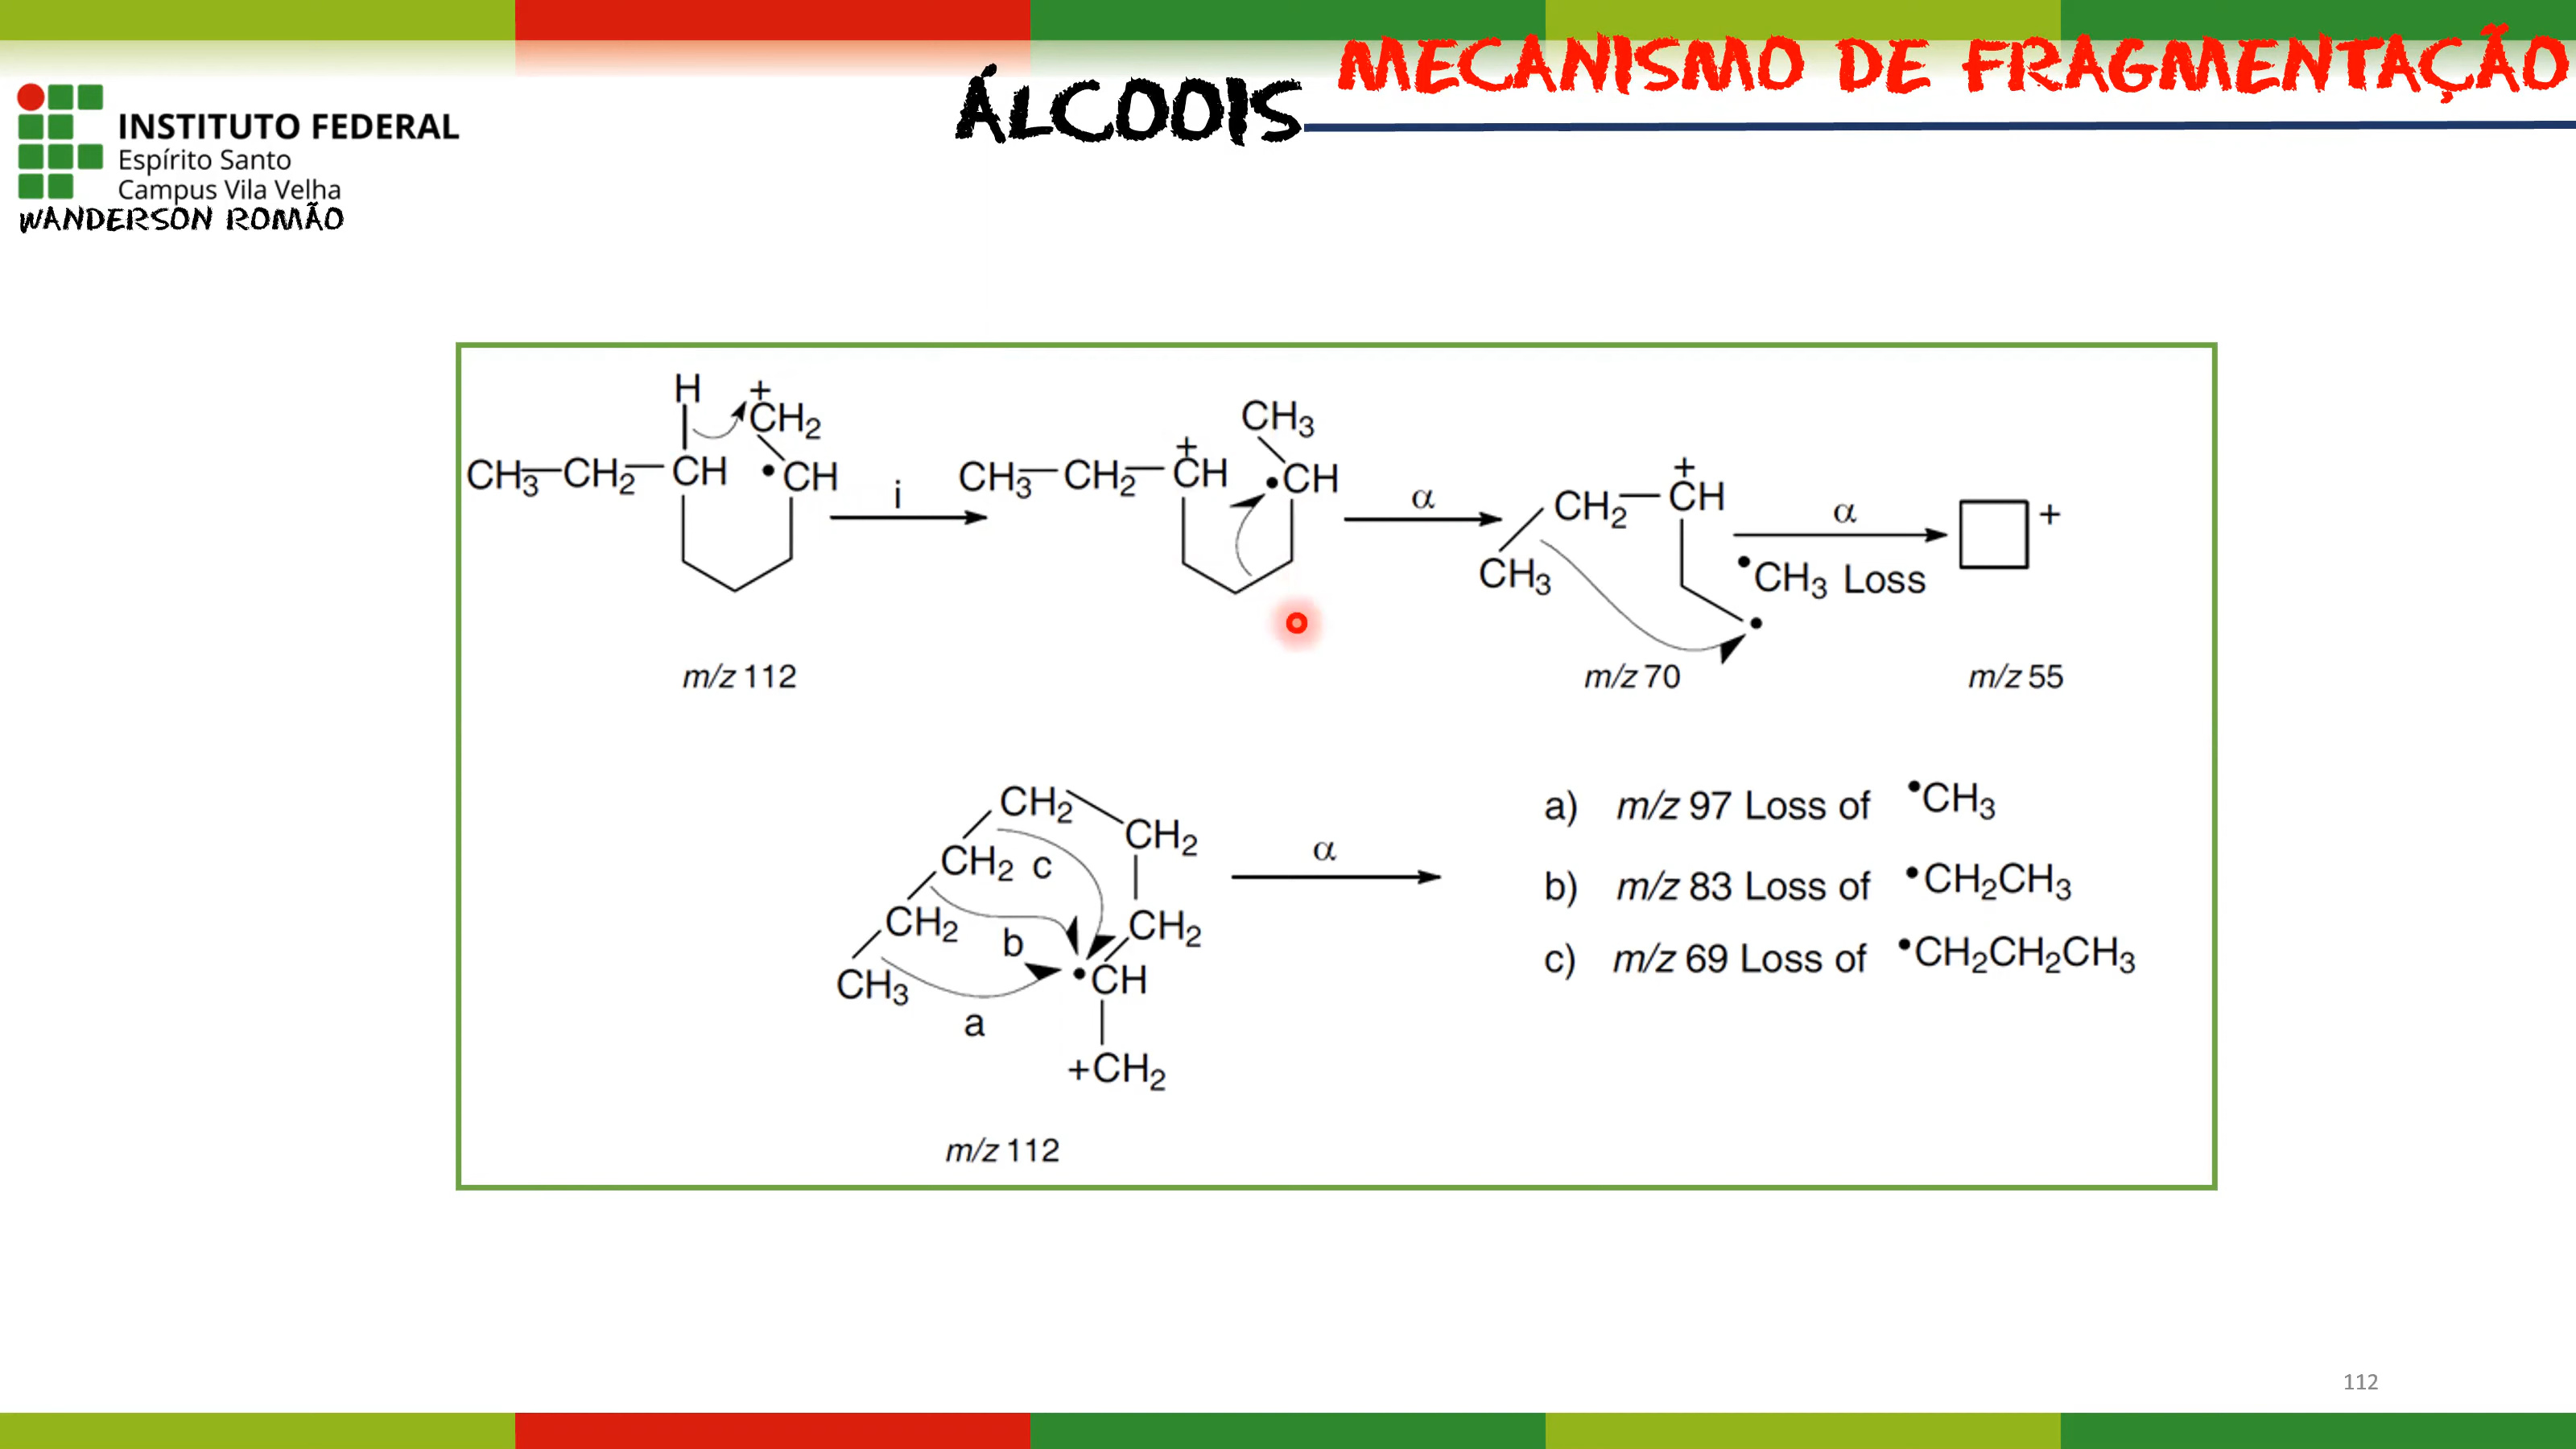 MECANISMO DE FRAGMENTAÇÃO
ÁLCOOIS
INSTITUTO FEDERAL
Espírito Santo
Campus Vila Velha
WANDERSON ROMÃO
H
+
CH2
CH3—CH2—CH •CH
i
CH3
+
CH3—CH2—CH •CH
α
+
CH2—CH
CH3
•
α
•CH3 Loss
+
m/z 112
m/z 70
m/z 55
CH2
CH2
CH2 c
CH2
CH2
b
•CH
CH3
a
+CH2
α
m/z 112
a) m/z 97 Loss of •CH3
b) m/z 83 Loss of •CH2CH3
c) m/z 69 Loss of •CH2CH2CH3
112